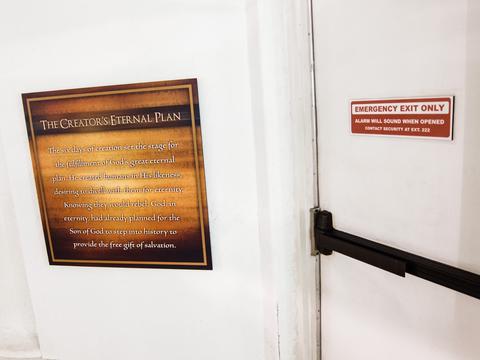 THE CREATOR'S ETERNAL PLAN
The six days of creation set the stage for
the fulfillment of God's great eternal
plan. He created humans in His likeness,
desiring to dwell with them for eternity.
Knowing they would rebel, God, in
eternity, had already planned for the
Son of God to step into history to
provide the free gift of salvation.
EMERGENCY EXIT ONLY
ALARM WILL SOUND WHEN OPENED
CONTACT SECURITY AT EXT. 222